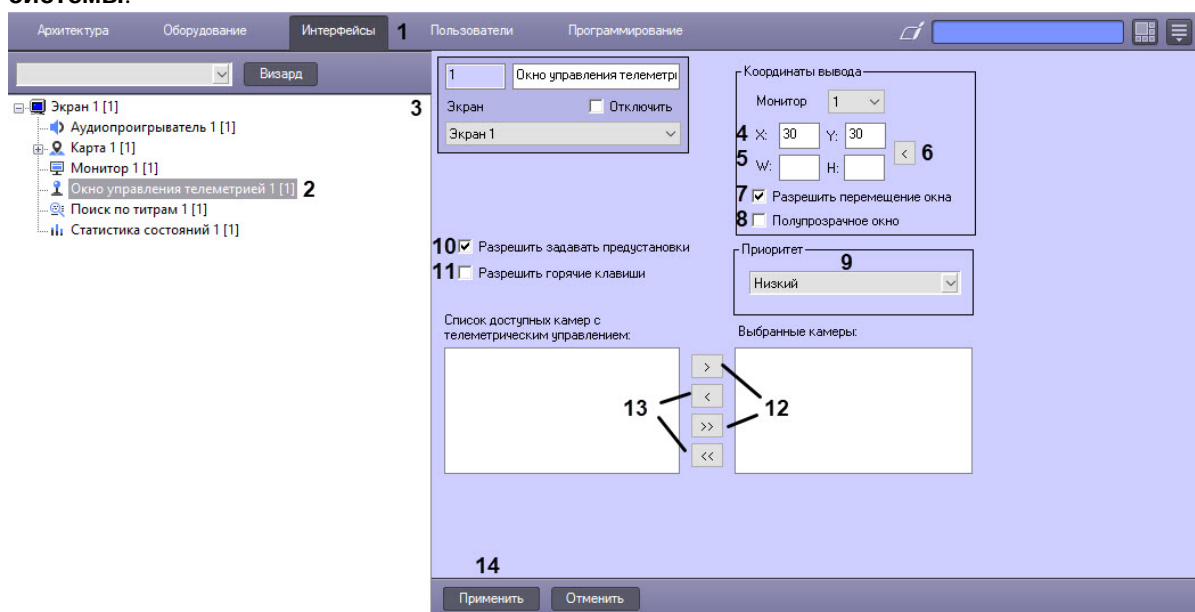 системы.
Архитектура Оборудование Интерфейсы 1 Пользователи Программирование
Визард
1 Окно управления телеметри
Координаты вывода
Экран 1 [1] 3
Экран Отключить
Монитор 1
Аудиопроигрыватель 1 [1]
Экран 1
4 X: 30 Y: 30
Карта 1 [1]
< 6
Монитор 1 [1]
5 W: H:
Окно управления телеметрией 1 [1] 2
7 Разрешить перемещение окна
Поиск по титрам 1 [1]
8 Полупрозрачное окно
Статистика состояний 1 [1]
10 Разрешить задавать предустановки
Приоритет
9
11 Разрешить горячие клавиши
Низкий
Список доступных камер с
телеметрическим управлением:
Выбранные камеры:
>
<
13 12
>>
<<
14
Применить Отменить